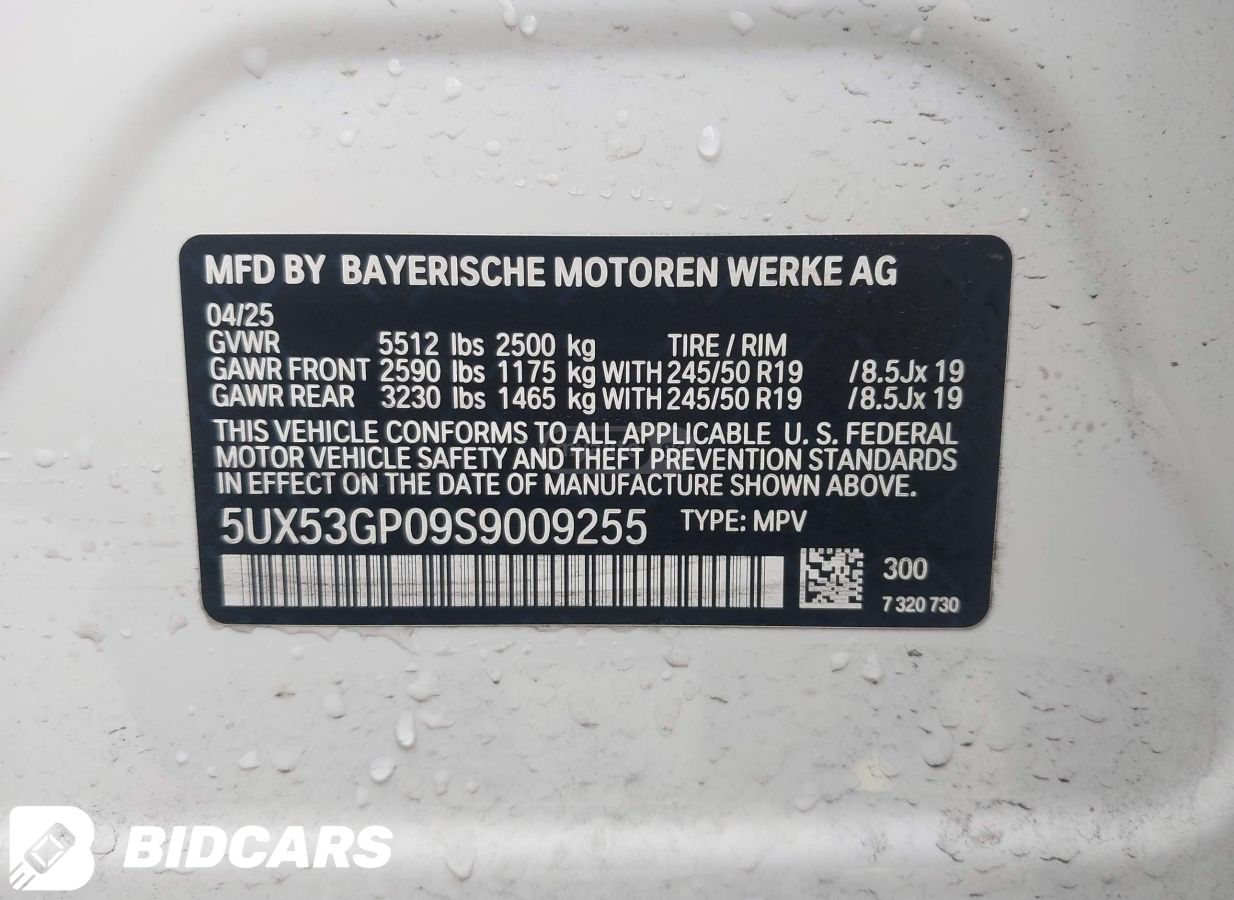 MFD BY BAYERISCHE MOTOREN WERKE AG
04/25
GVWR 5512 lbs 2500 kg TIRE / RIM
GAWR FRONT 2590 lbs 1175 kg WITH 245/50 R19 /8.5Jx 19
GAWR REAR 3230 lbs 1465 kg WITH 245/50 R19 /8.5Jx 19
THIS VEHICLE CONFORMS TO ALL APPLICABLE U. S. FEDERAL
MOTOR VEHICLE SAFETY AND THEFT PREVENTION STANDARDS
IN EFFECT ON THE DATE OF MANUFACTURE SHOWN ABOVE.
5UX53GP09S9009255 TYPE: MPV
300
7 320 730
BIDCARS